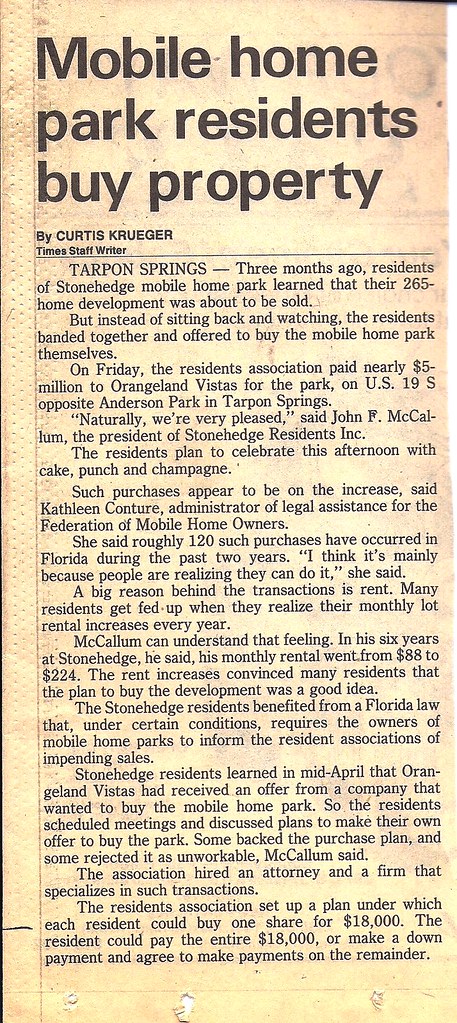 Mobile home
park residents
buy property
By CURTIS KRUEGER
Times Staff Writer
TARPON SPRINGS — Three months ago, residents
of Stonehedge mobile home park learned that their 265-
home development was about to be sold.
But instead of sitting back and watching, the residents
banded together and offered to buy the mobile home park
themselves.
On Friday, the residents association paid nearly $5-
million to Orangeland Vistas for the park, on U.S. 19 S
opposite Anderson Park in Tarpon Springs.
“Naturally, we’re very pleased,” said John F. McCal-
lum, the president of Stonehedge Residents Inc.
The residents plan to celebrate this afternoon with
cake, punch and champagne.
Such purchases appear to be on the increase, said
Kathleen Conture, administrator of legal assistance for the
Federation of Mobile Home Owners.
She said roughly 120 such purchases have occurred in
Florida during the past two years. “I think it’s mainly
because people are realizing they can do it,” she said.
A big reason behind the transactions is rent. Many
residents get fed up when they realize their monthly lot
rental increases every year.
McCallum can understand that feeling. In his six years
at Stonehedge, he said, his monthly rental went from $88 to
$224. The rent increases convinced many residents that
the plan to buy the development was a good idea.
The Stonehedge residents benefited from a Florida law
that, under certain conditions, requires the owners of
mobile home parks to inform the resident associations of
impending sales.
Stonehedge residents learned in mid-April that Oran-
geland Vistas had received an offer from a company that
wanted to buy the mobile home park. So the residents
scheduled meetings and discussed plans to make their own
offer to buy the park. Some backed the purchase plan, and
some rejected it as unworkable, McCallum said.
The association hired an attorney and a firm that
specializes in such transactions.
The residents association set up a plan under which
each resident could buy one share for $18,000. The
resident could pay the entire $18,000, or make a down
payment and agree to make payments on the remainder.